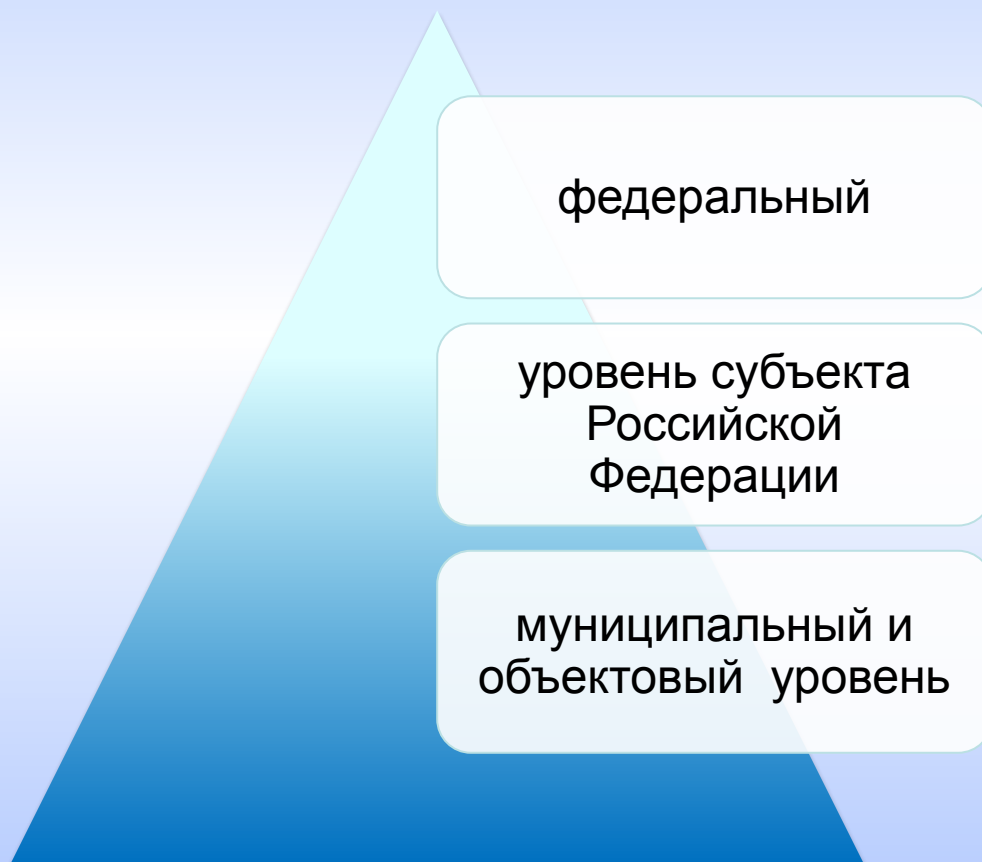 федеральный
уровень субъекта
Российской
Федерации
муниципальный и
объектовый  уровень